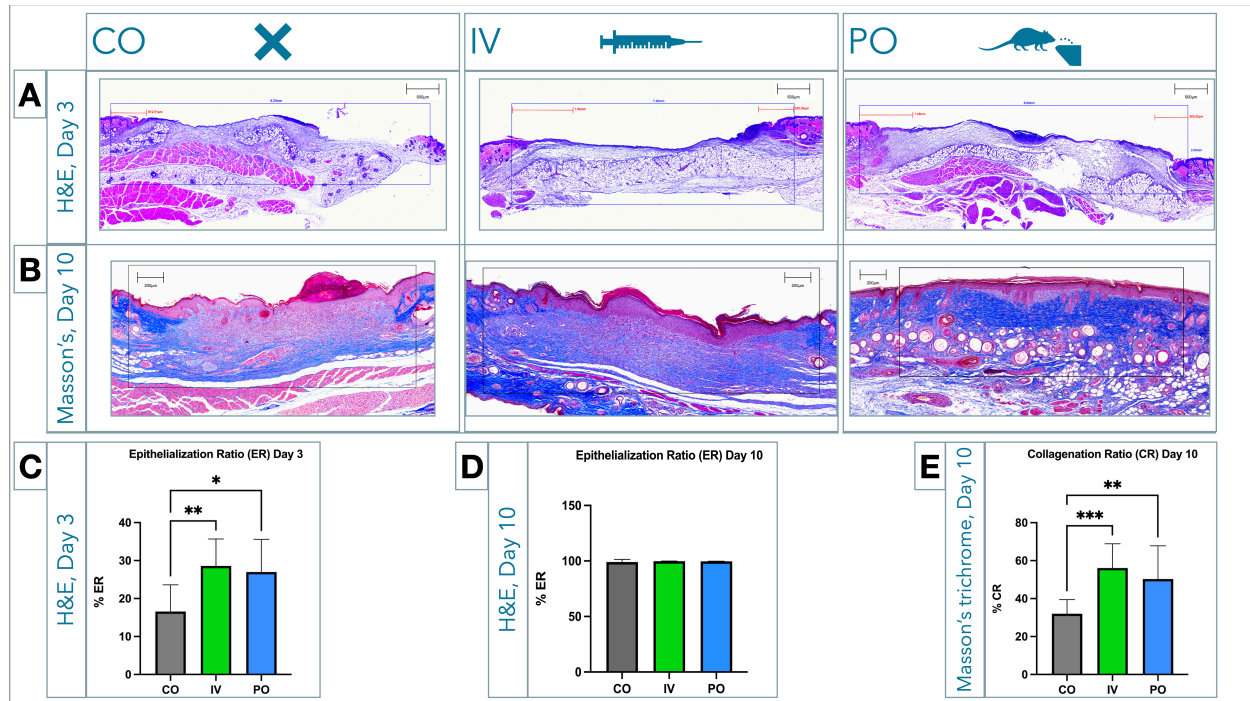 CO
IV
PO
A
H&E, Day 3
500µm
500µm
500µm
B
Masson's, Day 10
200µm
200µm
200µm
C
H&E, Day 3
Epithelialization Ratio (ER) Day 3
*
**
40
30
20
10
0
% ER
CO IV PO
D
H&E, Day 10
Epithelialization Ratio (ER) Day 10
150
100
50
0
% ER
CO IV PO
E
Masson's trichrome, Day 10
Collagenation Ratio (CR) Day 10
**
***
80
60
40
20
0
% CR
CO IV PO